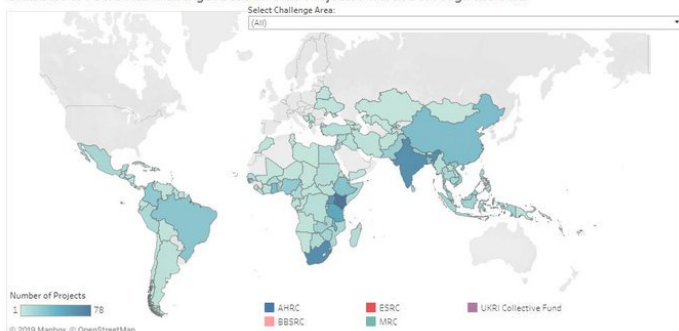 Select Challenge Area:
(All)
Number of Projects
1 78
AHRC ESRC UKRI Collective Fund
BBSRC MRC
© 2019 Mapbox © OpenStreetMap